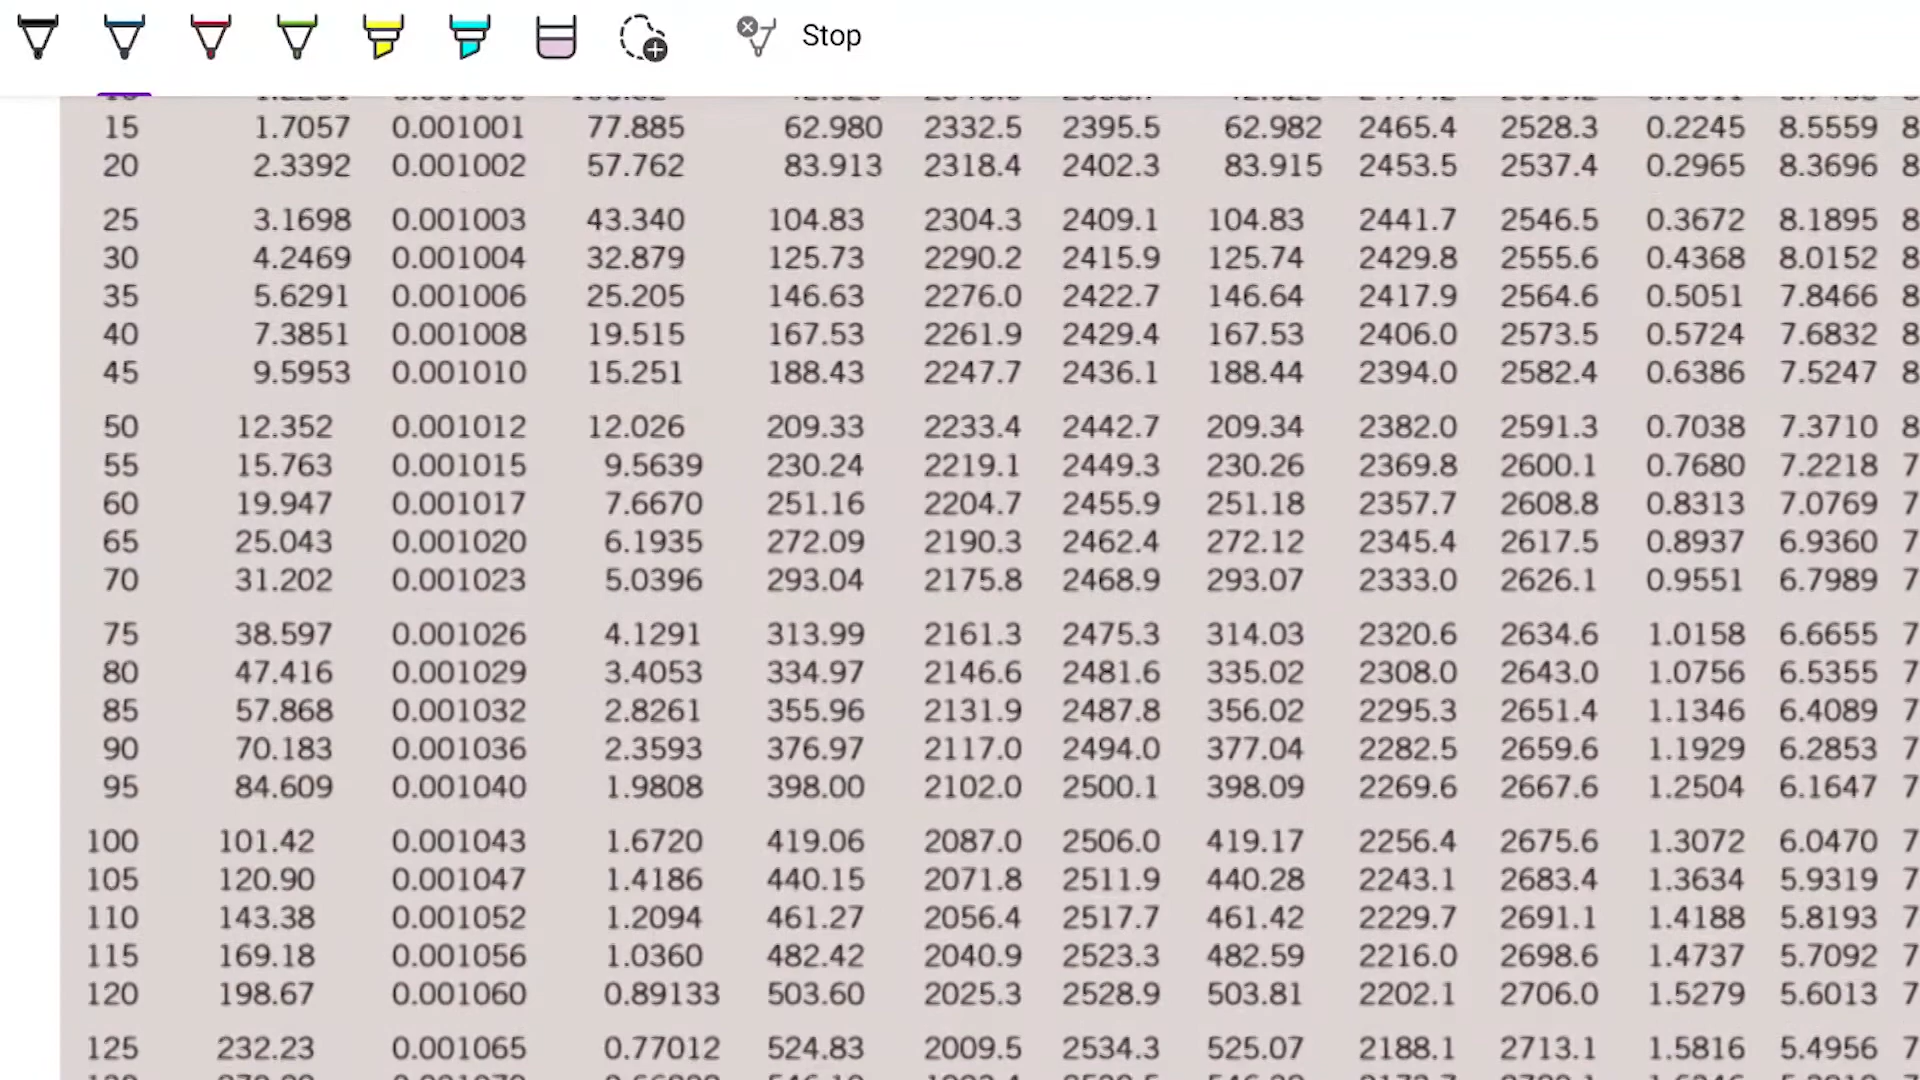 Stop
15 1.7057 0.001001 77.885 62.980 2332.5 2395.5 62.982 2465.4 2528.3 0.2245 8.5559 8
20 2.3392 0.001002 57.762 83.913 2318.4 2402.3 83.915 2453.5 2537.4 0.2965 8.3696 8
25 3.1698 0.001003 43.340 104.83 2304.3 2409.1 104.83 2441.7 2546.5 0.3672 8.1895 8
30 4.2469 0.001004 32.879 125.73 2290.2 2415.9 125.74 2429.8 2555.6 0.4368 8.0152 8
35 5.6291 0.001006 25.205 146.63 2276.0 2422.7 146.64 2417.9 2564.6 0.5051 7.8466 8
40 7.3851 0.001008 19.515 167.53 2261.9 2429.4 167.53 2406.0 2573.5 0.5724 7.6832 8
45 9.5953 0.001010 15.251 188.43 2247.7 2436.1 188.44 2394.0 2582.4 0.6386 7.5247 8
50 12.352 0.001012 12.026 209.33 2233.4 2442.7 209.34 2382.0 2591.3 0.7038 7.3710 8
55 15.763 0.001015 9.5639 230.24 2219.1 2449.3 230.26 2369.8 2600.1 0.7680 7.2218 7
60 19.947 0.001017 7.6670 251.16 2204.7 2455.9 251.18 2357.7 2608.8 0.8313 7.0769 7
65 25.043 0.001020 6.1935 272.09 2190.3 2462.4 272.12 2345.4 2617.5 0.8937 6.9360 7
70 31.202 0.001023 5.0396 293.04 2175.8 2468.9 293.07 2333.0 2626.1 0.9551 6.7989 7
75 38.597 0.001026 4.1291 313.99 2161.3 2475.3 314.03 2320.6 2634.6 1.0158 6.6655 7
80 47.416 0.001029 3.4053 334.97 2146.6 2481.6 335.02 2308.0 2643.0 1.0756 6.5355 7
85 57.868 0.001032 2.8261 355.96 2131.9 2487.8 356.02 2295.3 2651.4 1.1346 6.4089 7
90 70.183 0.001036 2.3593 376.97 2117.0 2494.0 377.04 2282.5 2659.6 1.1929 6.2853 7
95 84.609 0.001040 1.9808 398.00 2102.0 2500.1 398.09 2269.6 2667.6 1.2504 6.1647 7
100 101.42 0.001043 1.6720 419.06 2087.0 2506.0 419.17 2256.4 2675.6 1.3072 6.0470 7
105 120.90 0.001047 1.4186 440.15 2071.8 2511.9 440.28 2243.1 2683.4 1.3634 5.9319 7
110 143.38 0.001052 1.2094 461.27 2056.4 2517.7 461.42 2229.7 2691.1 1.4188 5.8193 7
115 169.18 0.001056 1.0360 482.42 2040.9 2523.3 482.59 2216.0 2698.6 1.4737 5.7092 7
120 198.67 0.001060 0.89133 503.60 2025.3 2528.9 503.81 2202.1 2706.0 1.5279 5.6013 7
125 232.23 0.001065 0.77012 524.83 2009.5 2534.3 525.07 2188.1 2713.1 1.5816 5.4956 7